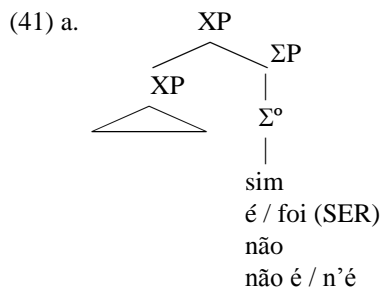 (41) a. XP
ΣP
XP
Σº
sim
é / foi (SER)
não
não é / n'é